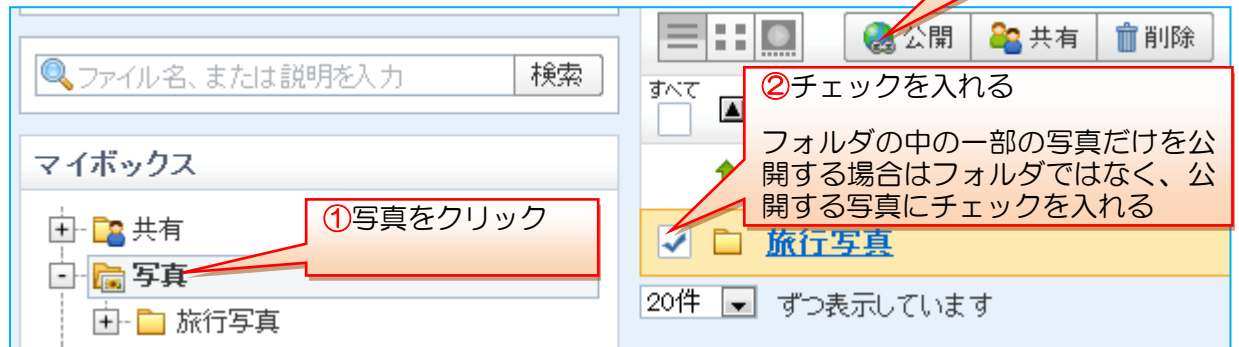 ファイル名、または説明を入力
検索
マイボックス
共有
①写真をクリック
写真
旅行写真
公開
共有
削除
すべて
②チェックを入れる
フォルダの中の一部の写真だけを公
開する場合はフォルダではなく、公
開する写真にチェックを入れる
旅行写真
20件 ずつ表示しています